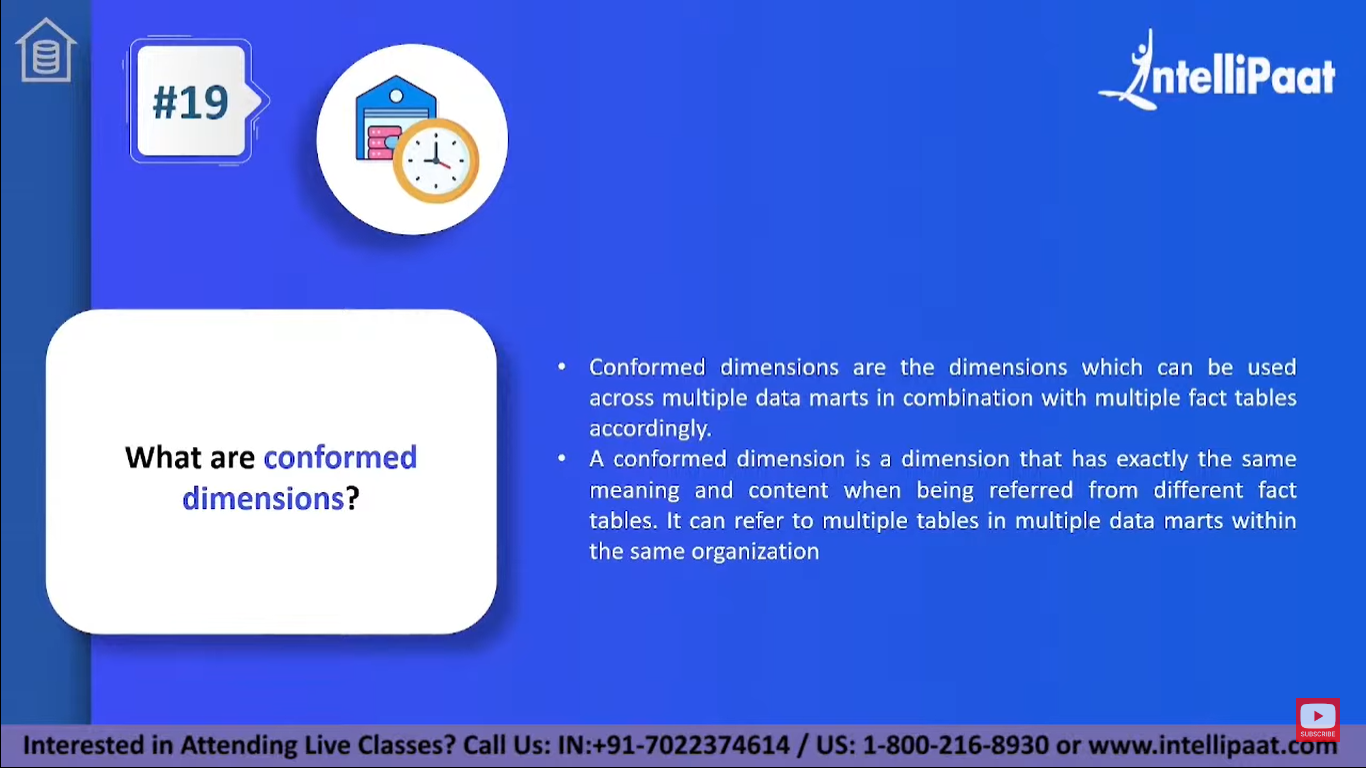 #19
IntelliPaat
What are conformed
dimensions?
• Conformed dimensions are the dimensions which can be used
across multiple data marts in combination with multiple fact tables
accordingly.
• A conformed dimension is a dimension that has exactly the same
meaning and content when being referred from different fact
tables. It can refer to multiple tables in multiple data marts within
the same organization
SUBSCRIBE
Interested in Attending Live Classes? Call Us: IN:+91-7022374614 / US: 1-800-216-8930 or www.intellipaat.com